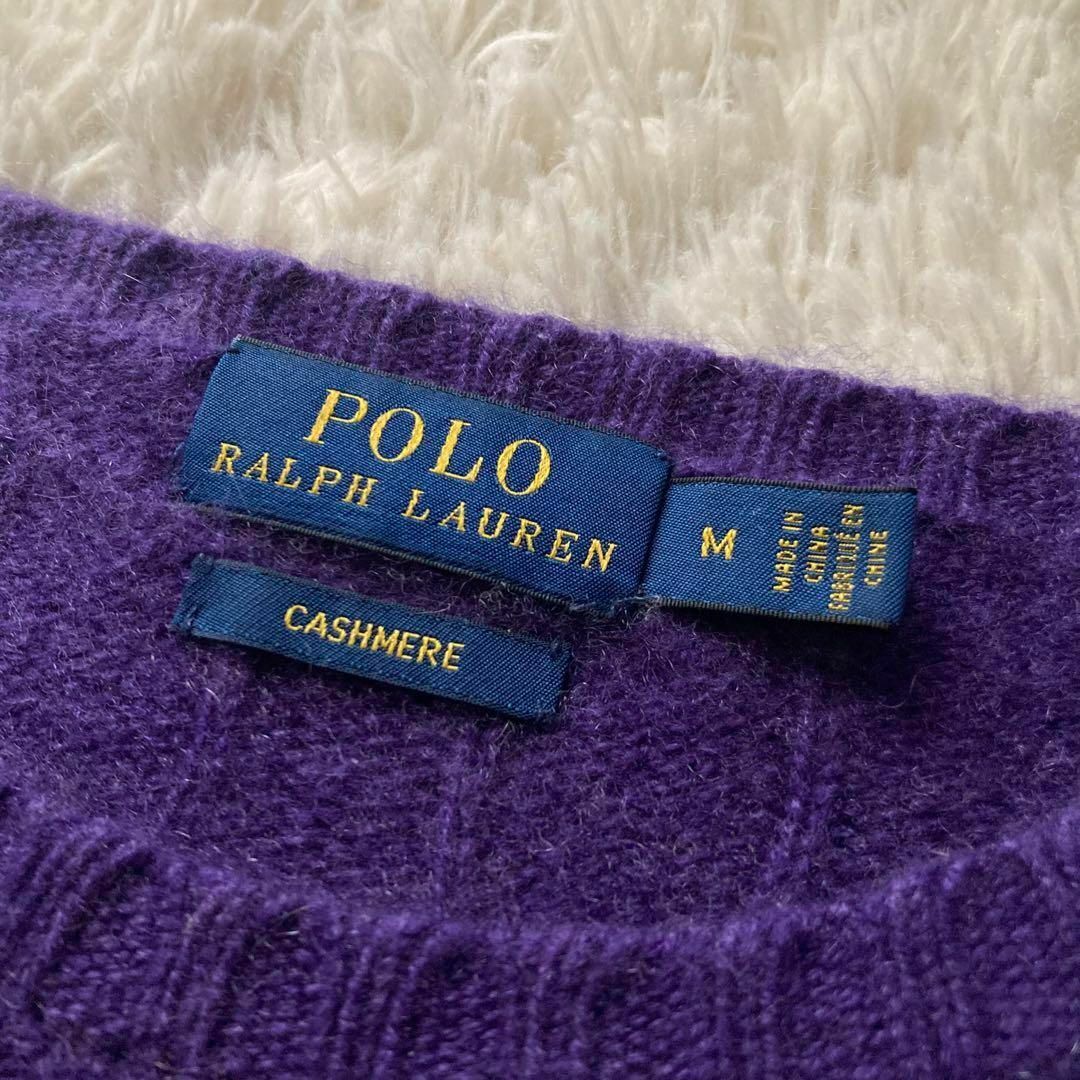 POLO
RALPH LAUREN
M
MADE IN
CHINA
FABRIQUÉ EN
CHINE
CASHMERE